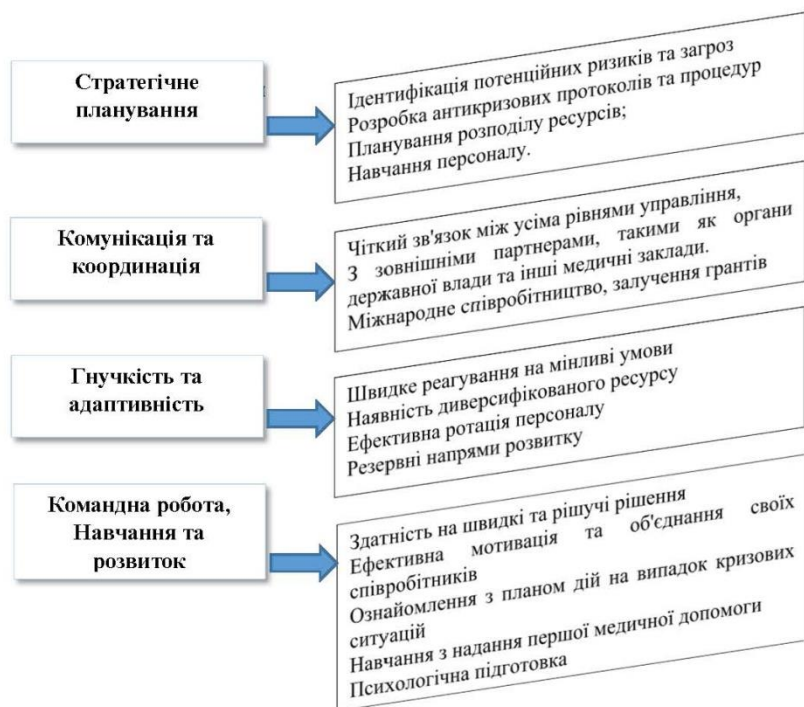 Стратегічне
планування
Ідентифікація потенційних ризиків та загроз
Розробка антикризових протоколів та процедур
Планування розподілу ресурсів;
Навчання персоналу.
Комунікація та
координація
Чіткий зв'язок між усіма рівнями управління,
З зовнішніми партнерами, такими як органи
державної влади та інші медичні заклади.
Міжнародне співробітництво, залучення грантів
Гнучкість та
адаптивність
Швидке реагування на мінливі умови
Наявність диверсифікованого ресурсу
Ефективна ротація персоналу
Резервні напрями розвитку
Командна робота,
Навчання та
розвиток
Здатність на швидкі та рішучі рішення
Ефективна мотивація та об'єднання своїх
співробітників
Ознайомлення з планом дій на випадок кризових
ситуацій
Навчання з надання першої медичної допомоги
Психологічна підготовка